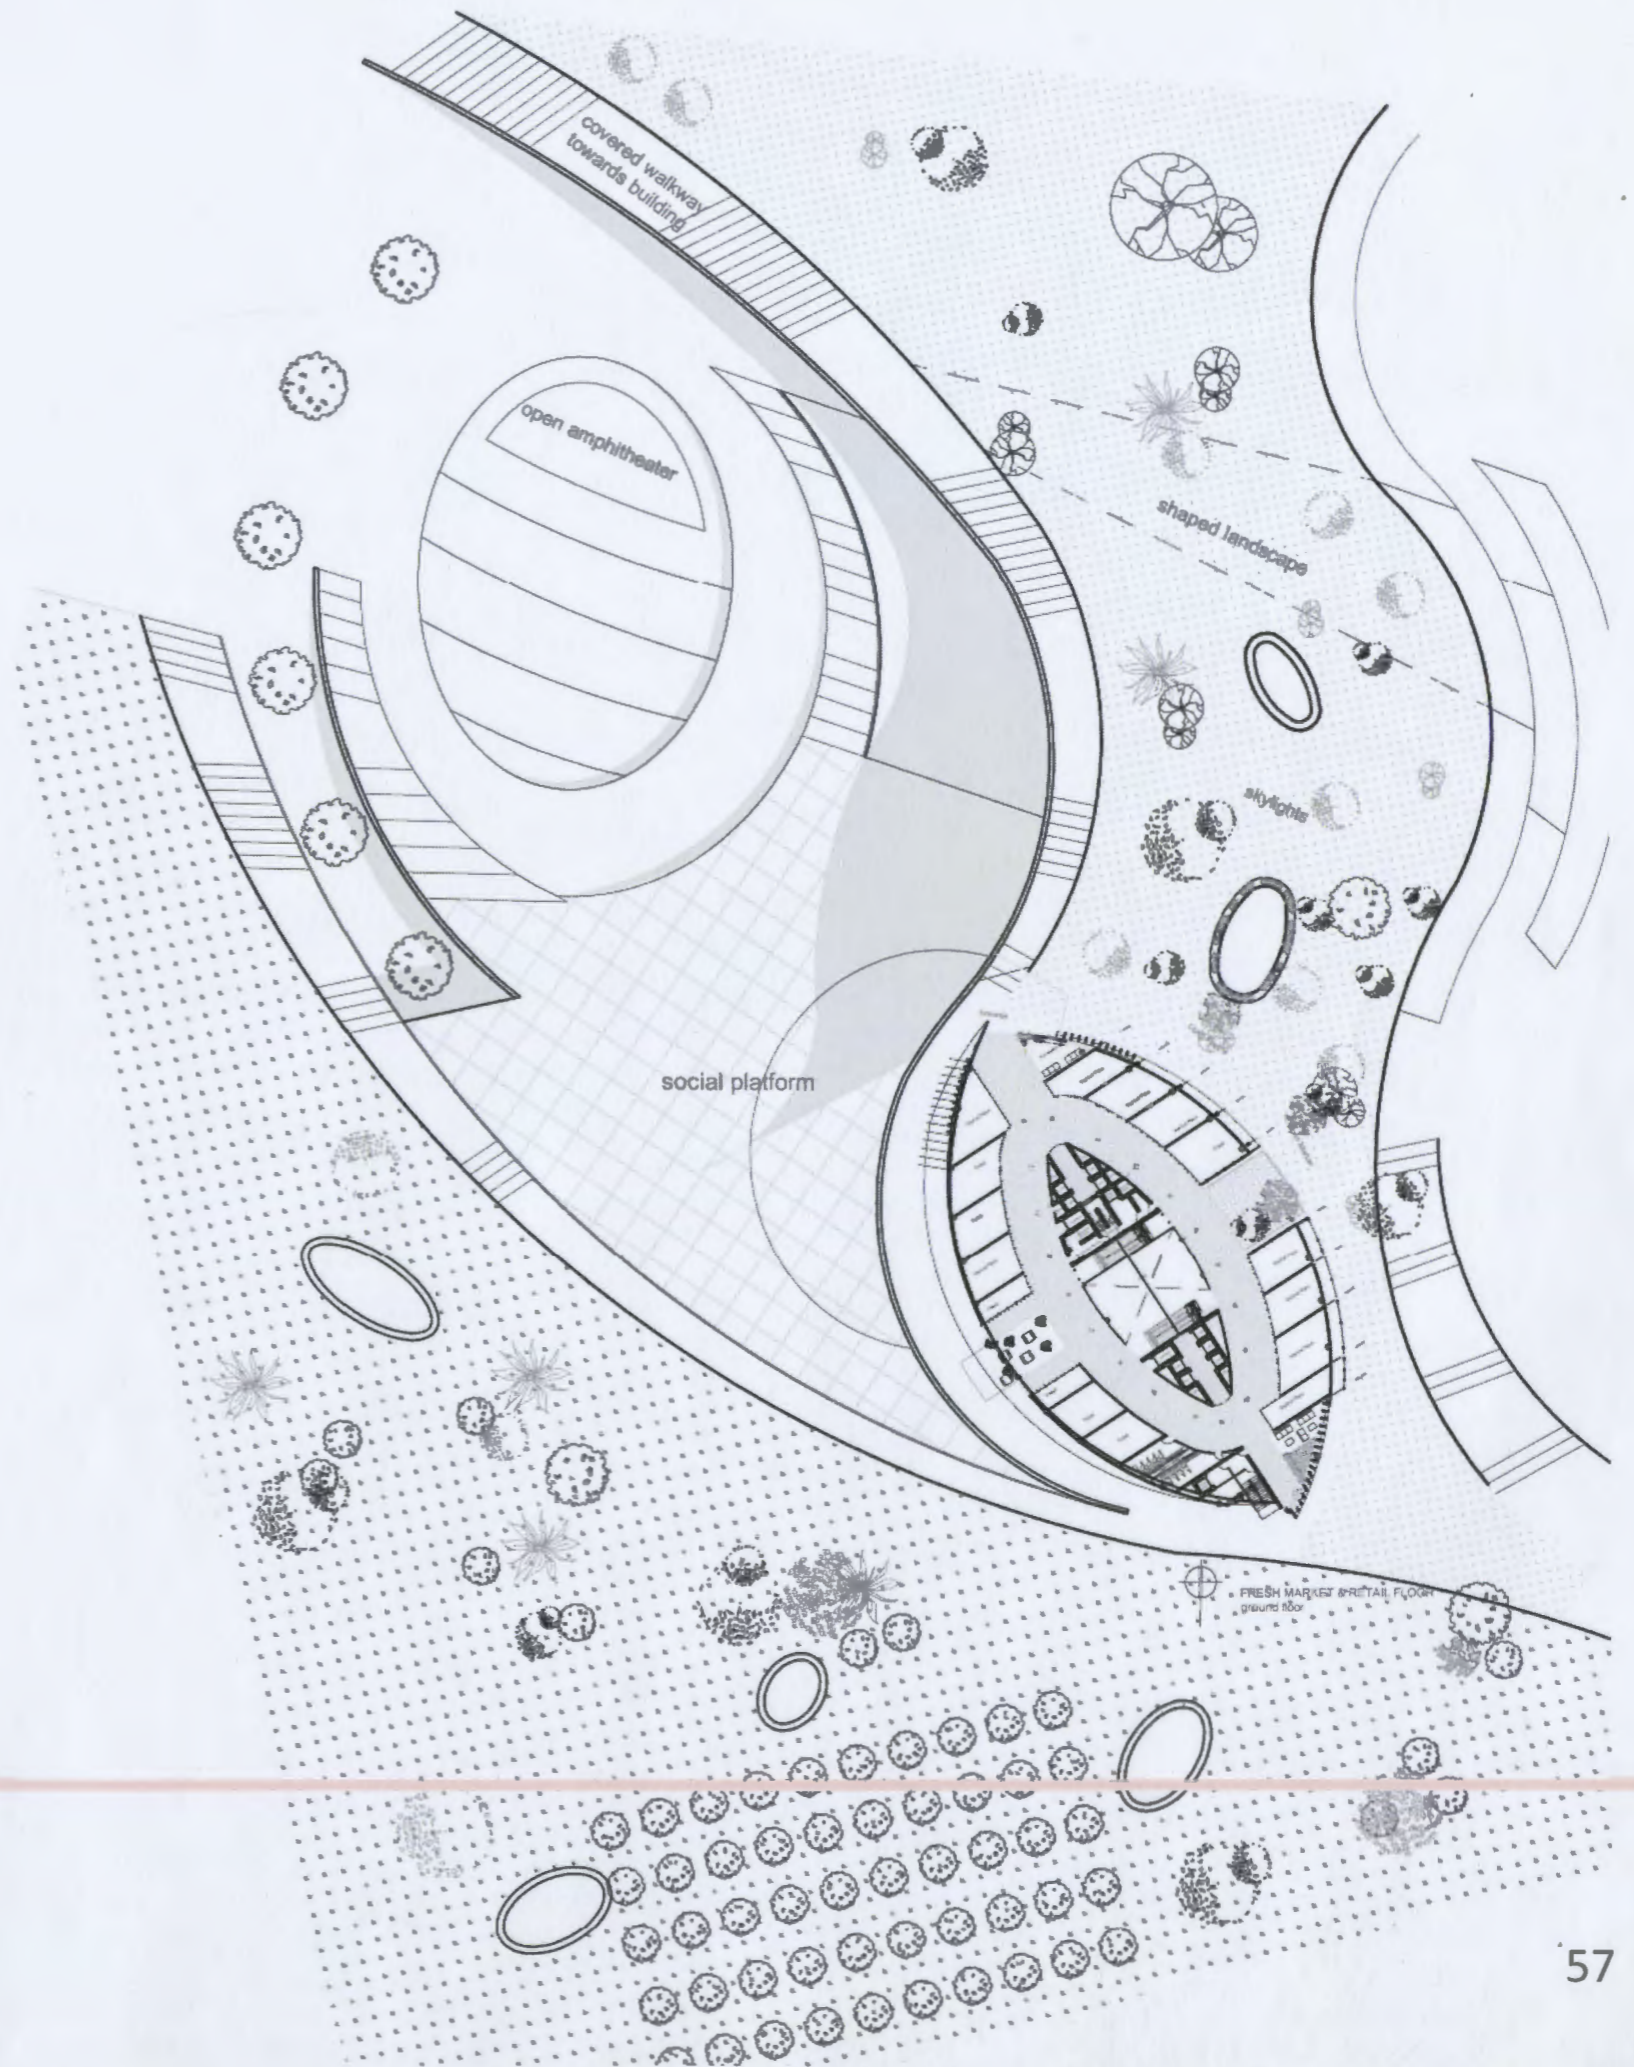 covered walkway
towards building
open amphitheater
shaped landscape
skylights
social platform
FRESH MARKET & RETAIL FLOOR
ground floor
57